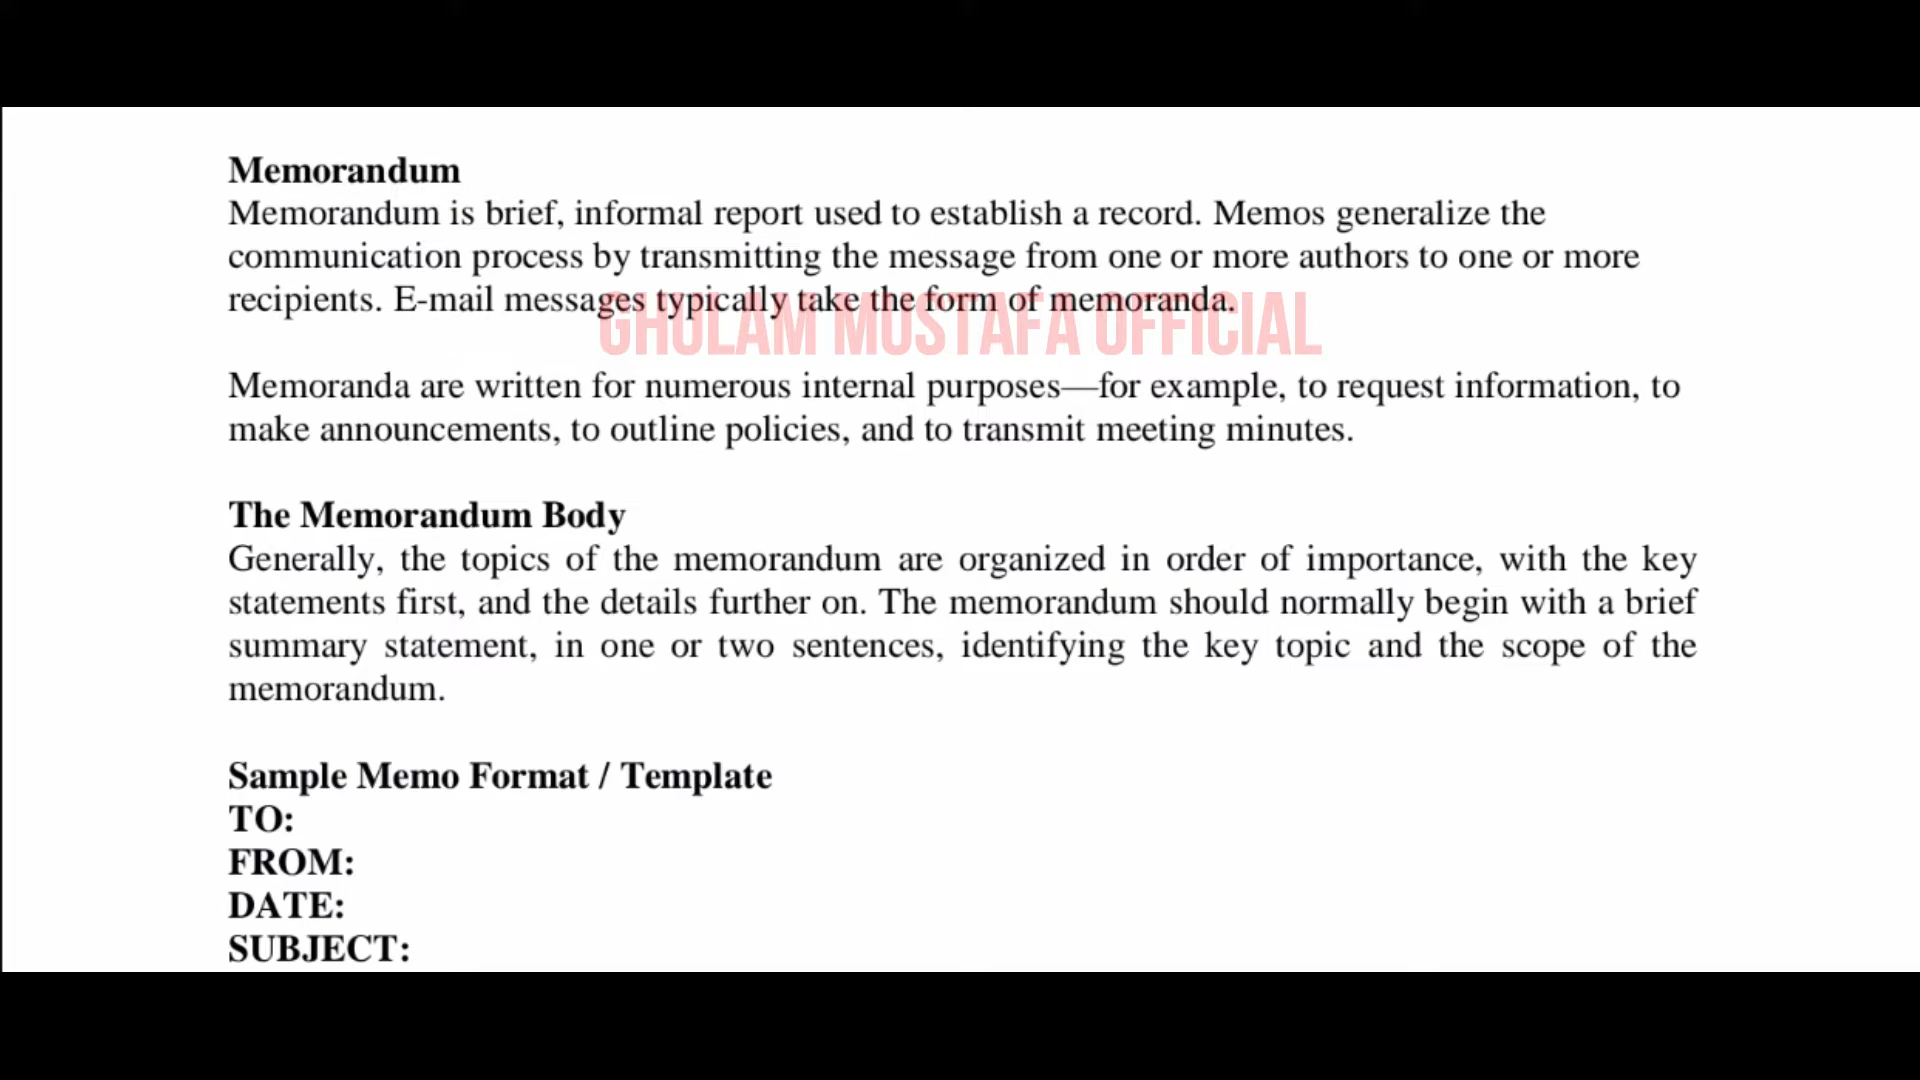 Memorandum
Memorandum is brief, informal report used to establish a record. Memos generalize the
communication process by transmitting the message from one or more authors to one or more
recipients. E-mail messages typically take the form of memoranda.
GHULAM MUSTAFA OFFICIAL
Memoranda are written for numerous internal purposes—for example, to request information, to
make announcements, to outline policies, and to transmit meeting minutes.
The Memorandum Body
Generally, the topics of the memorandum are organized in order of importance, with the key
statements first, and the details further on. The memorandum should normally begin with a brief
summary statement, in one or two sentences, identifying the key topic and the scope of the
memorandum.
Sample Memo Format / Template
TO:
FROM:
DATE:
SUBJECT: